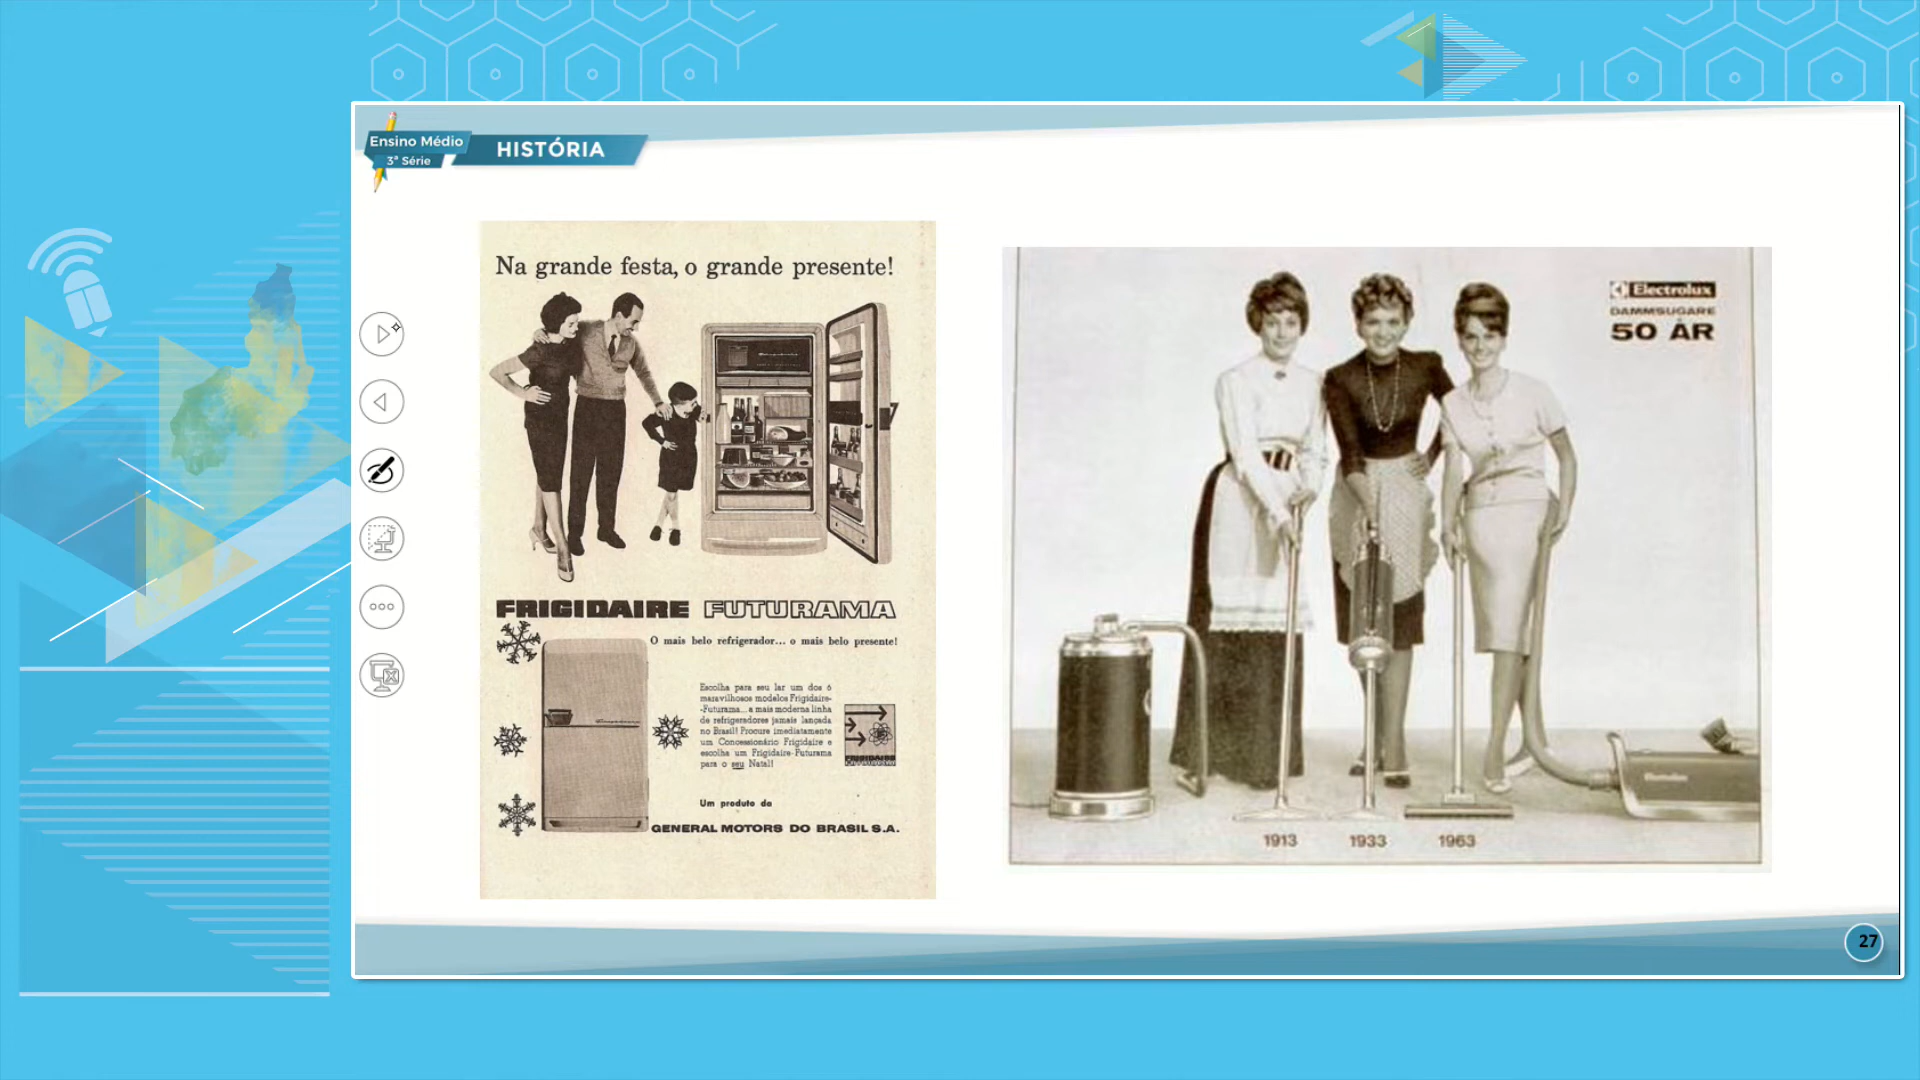 Ensino Médio
3ª Série
HISTÓRIA
Na grande festa, o grande presente!
FRIGIDAIRE FUTURAMA
O mais belo refrigerador... o mais belo presente!
Escolha para seu lar um dos 6
maravilhosos modelos Frigidaire-
-Futurama... a mais moderna linha
de refrigeradores jamais lançada
no Brasil! Procure imediatamente
um Concessionário Frigidaire e
escolha um Frigidaire-Futurama
para o seu Natal!
FRIGIDAIRE
FUTURAMA
Um produto da
GENERAL MOTORS DO BRASIL S.A.
Electrolux
DAMMSUGARE
50 ÅR
1913 1933 1963
27